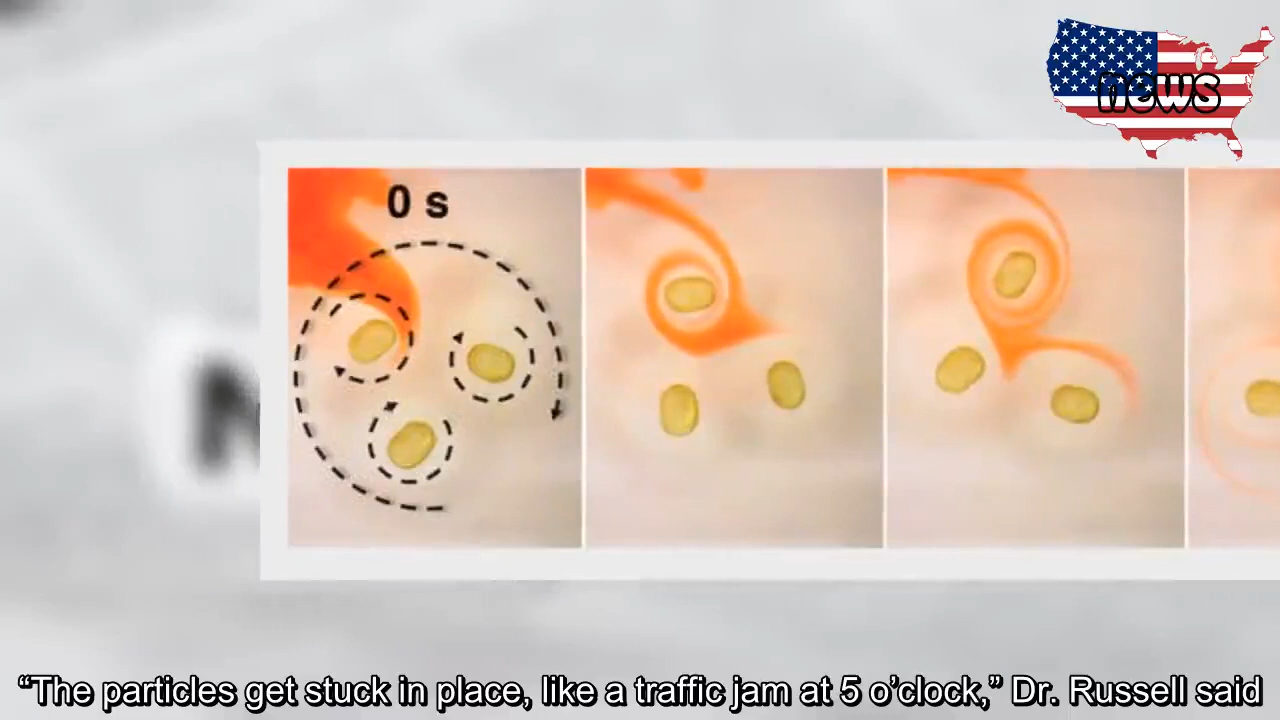 news
0 s
“The particles get stuck in place, like a traffic jam at 5 o’clock,” Dr. Russell said